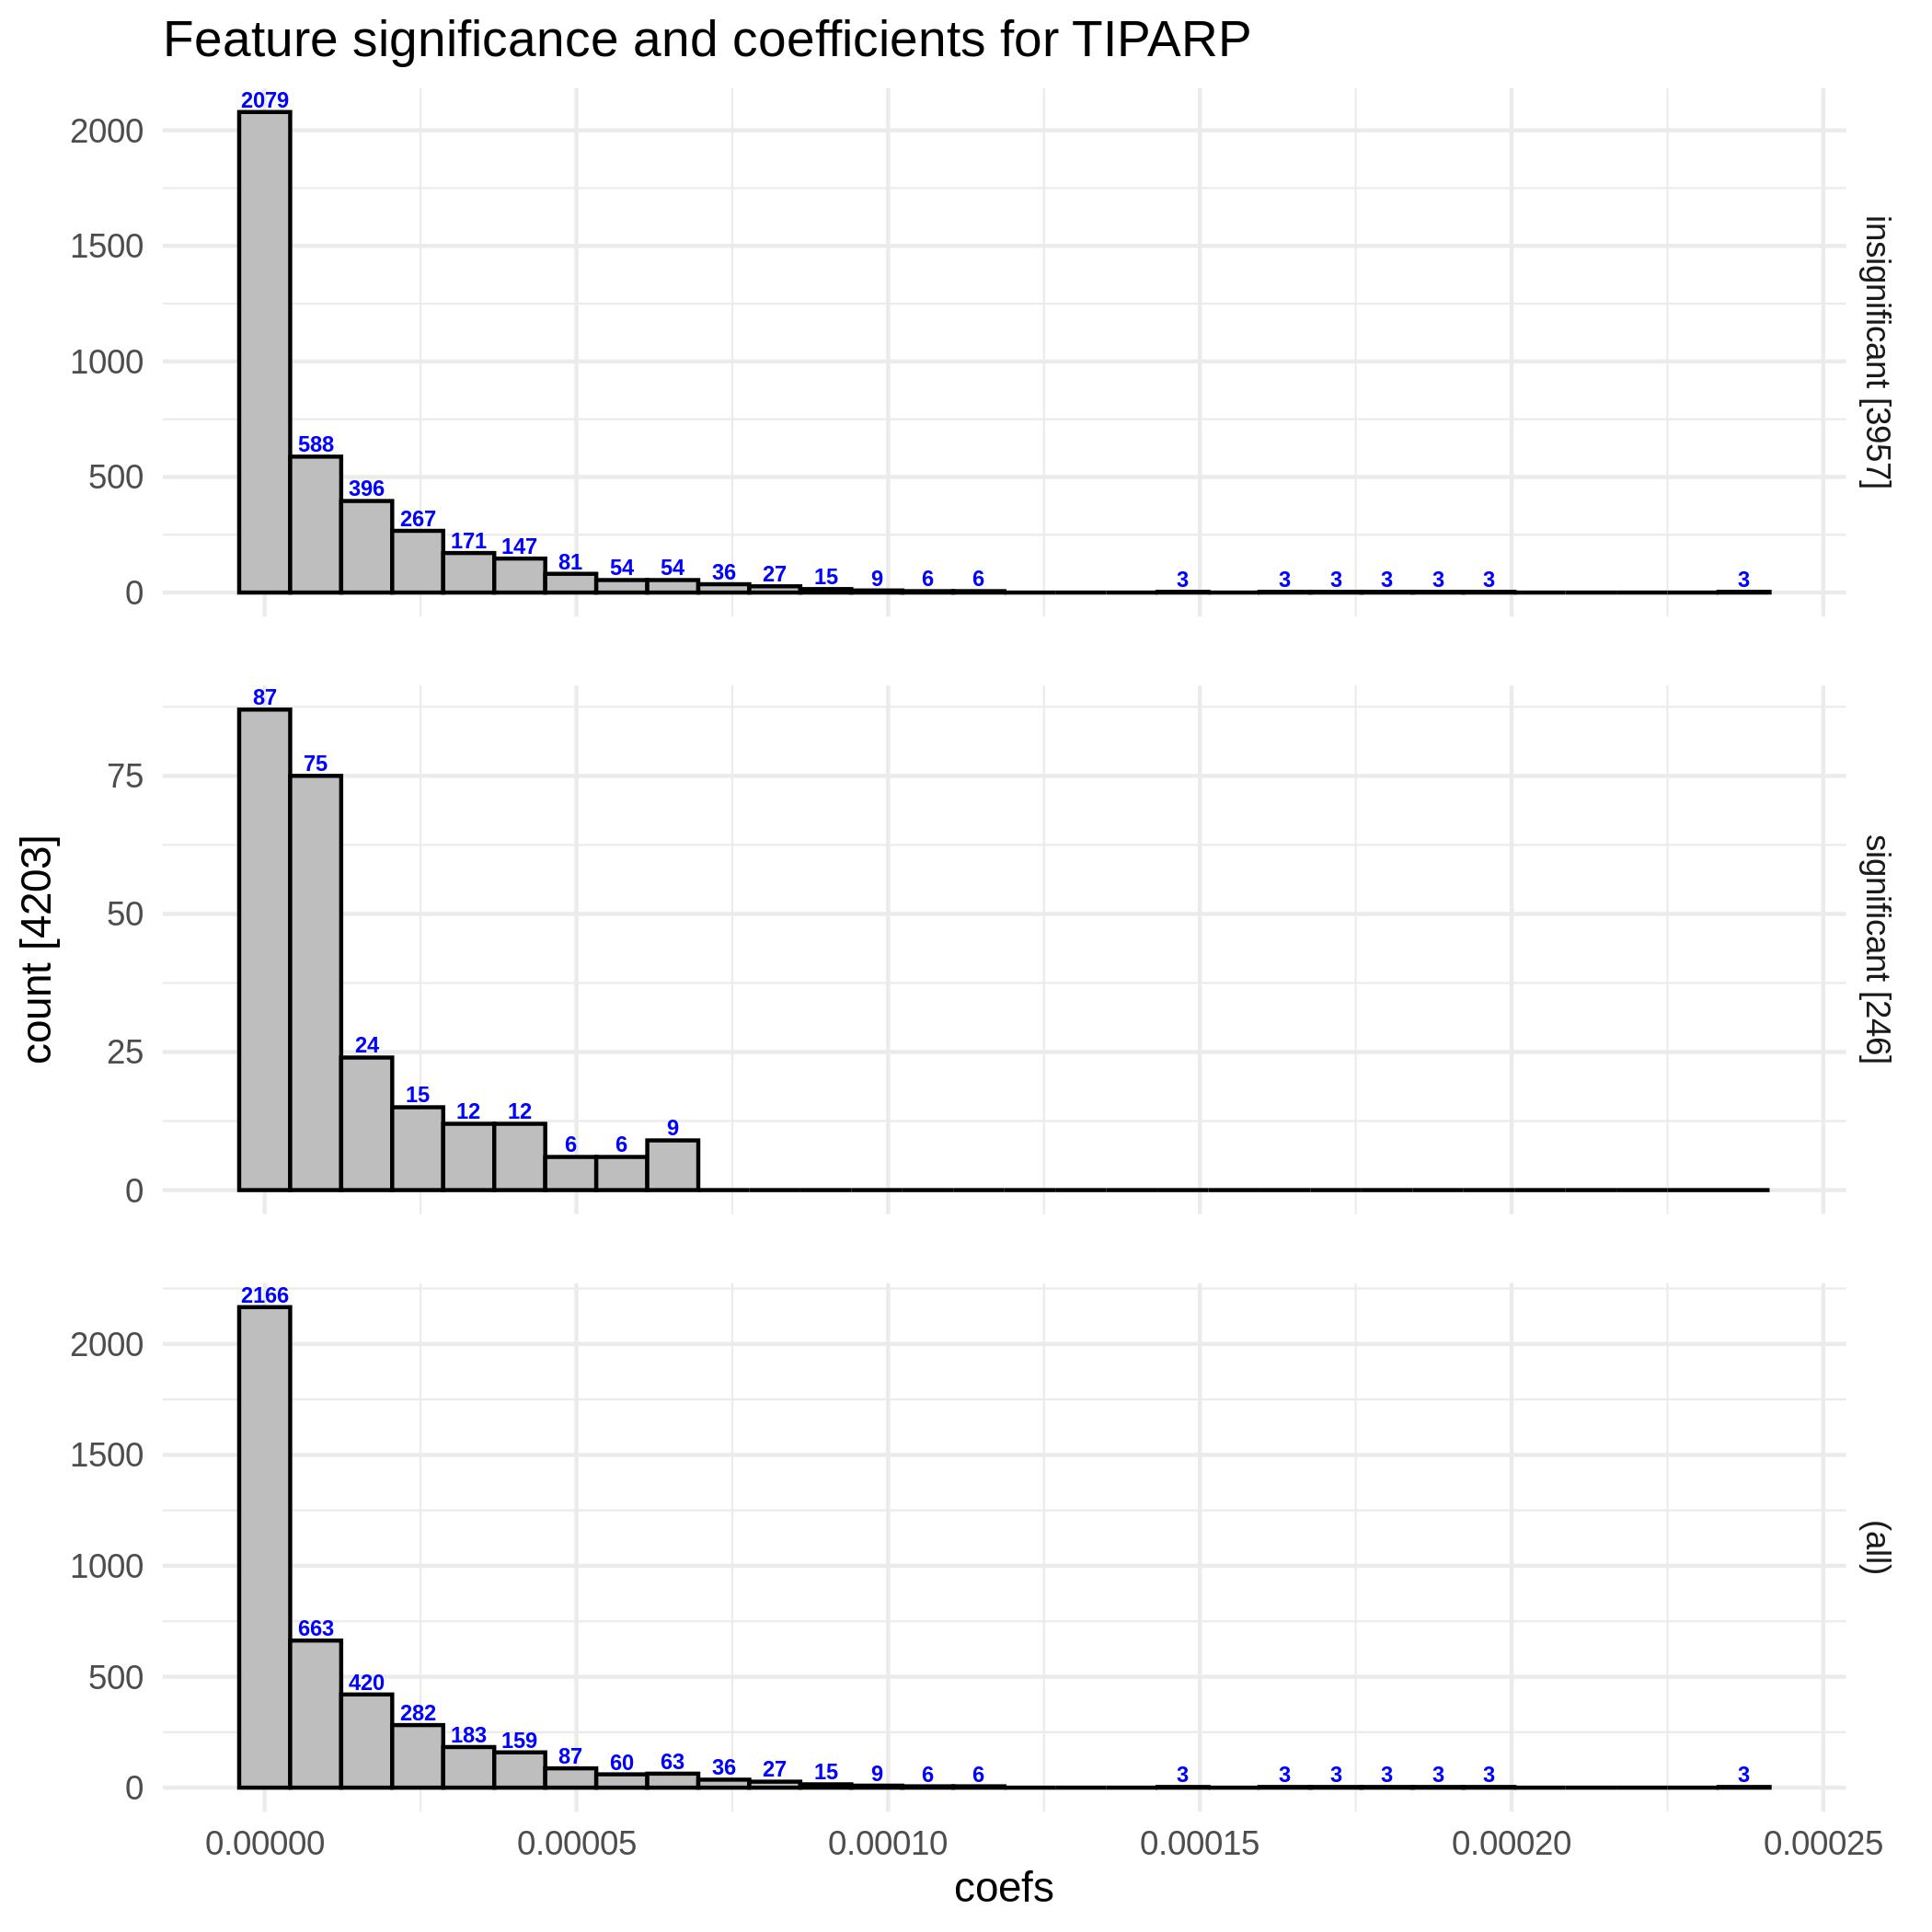 Feature significance and coefficients for TIPARP
2079
2000
1500
1000
588
500
396
267
171 147 81 54 54 36 27 15 9 6 6 3 3 3 3 3 3 3
0
insignificant [3957]
87
75
75
50
24
25
15
12 12
6 6 9
0
significant [246]
count [4203]
2166
2000
1500
1000
663
500
420
282
183 159 87 60 63 36 27 15 9 6 6 3 3 3 3 3 3 3
0
(all)
0.00000 0.00005 0.00010 0.00015 0.00020 0.00025
coefs